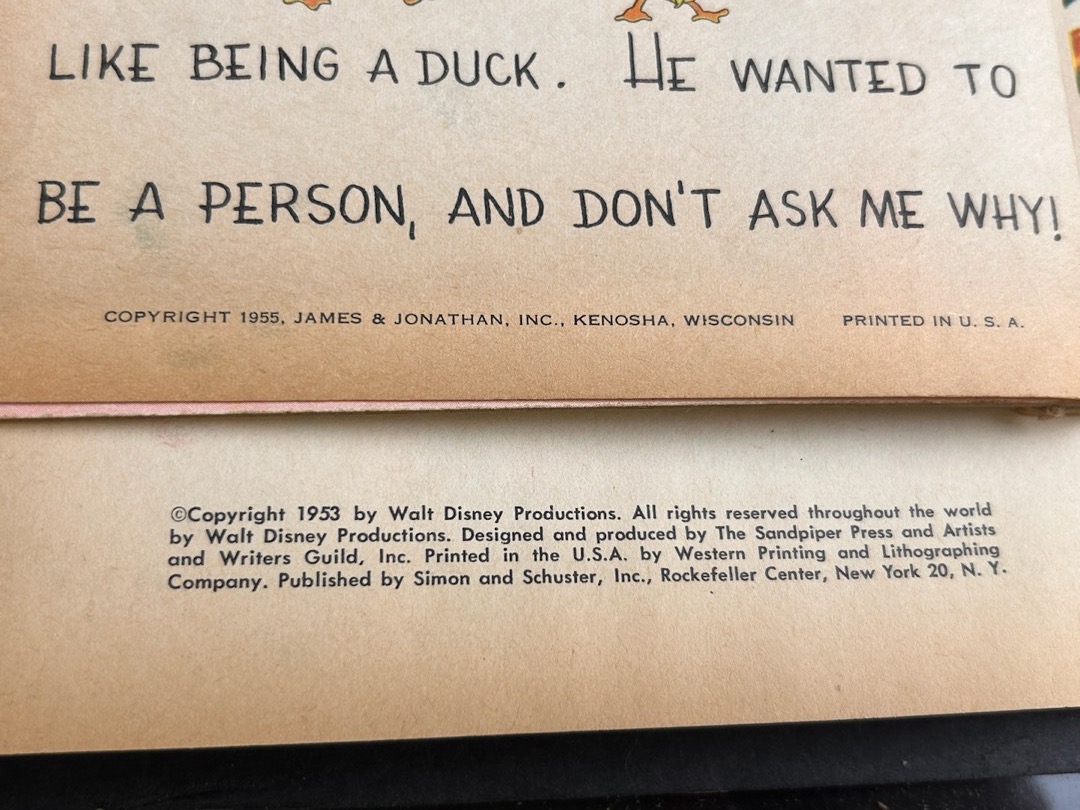 LIKE BEING A DUCK. HE WANTED TO
BE A PERSON, AND DON'T ASK ME WHY!
COPYRIGHT 1955, JAMES & JONATHAN, INC., KENOSHA, WISCONSIN PRINTED IN U. S. A.
©Copyright 1953 by Walt Disney Productions. All rights reserved throughout the world
by Walt Disney Productions. Designed and produced by The Sandpiper Press and Artists
and Writers Guild, Inc. Printed in the U.S.A. by Western Printing and Lithographing
Company. Published by Simon and Schuster, Inc., Rockefeller Center, New York 20, N. Y.